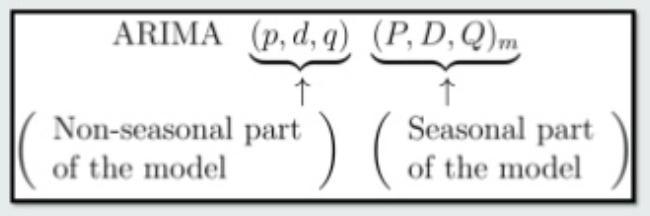 ARIMA (p, d, q) (P, D, Q)m
↑ ↑
( Non-seasonal part of the model ) ( Seasonal part of the model )